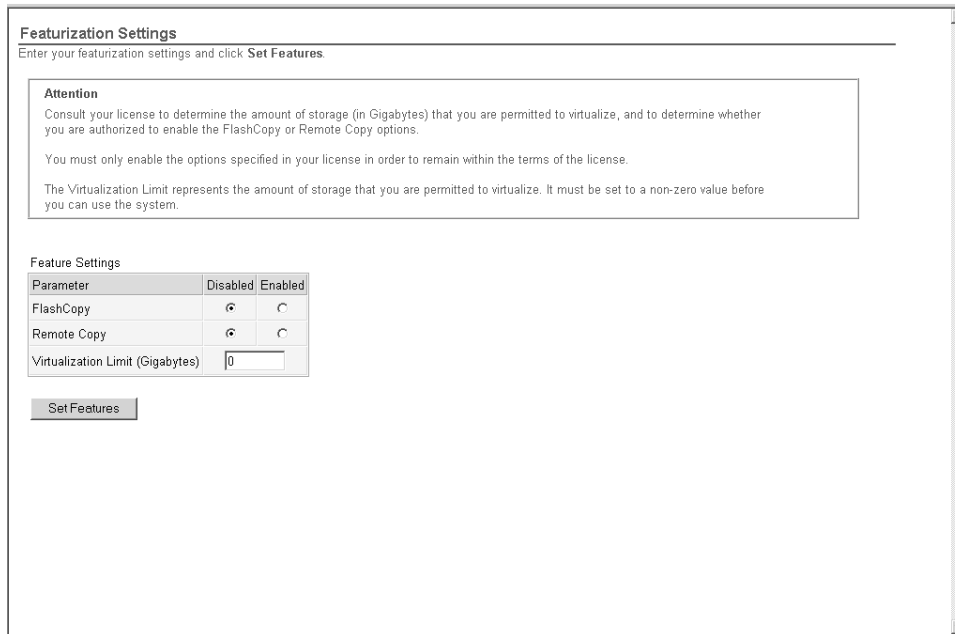 Featurization Settings
Enter your featurization settings and click Set Features.
Attention
Consult your license to determine the amount of storage (in Gigabytes) that you are permitted to virtualize, and to determine whether
you are authorized to enable the FlashCopy or Remote Copy options.
You must only enable the options specified in your license in order to remain within the terms of the license.
The Virtualization Limit represents the amount of storage that you are permitted to virtualize. It must be set to a non-zero value before
you can use the system.
Feature Settings
Parameter Disabled Enabled
FlashCopy
Remote Copy
Virtualization Limit (Gigabytes) 0
Set Features